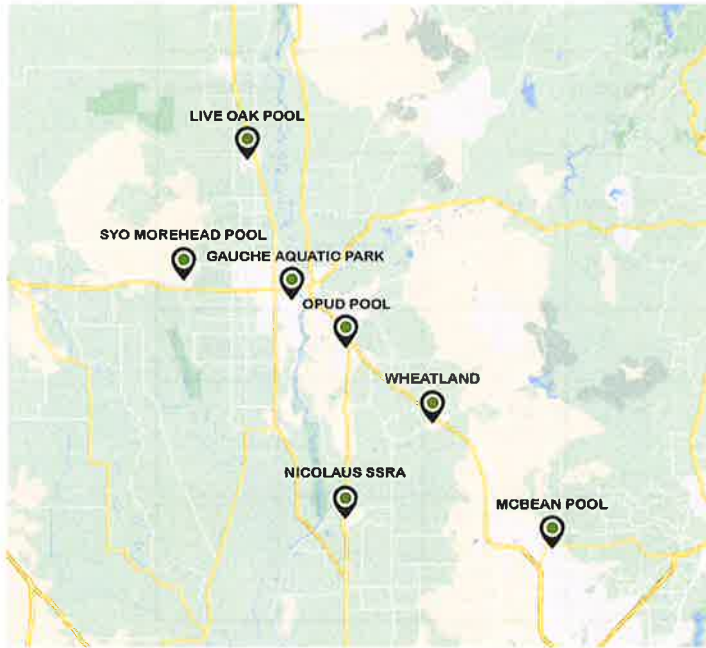 LIVE OAK POOL
SYO MOREHEAD POOL
GAUCHE AQUATIC PARK
OPUD POOL
WHEATLAND
NICOLAUS SSRA
MCBEAN POOL